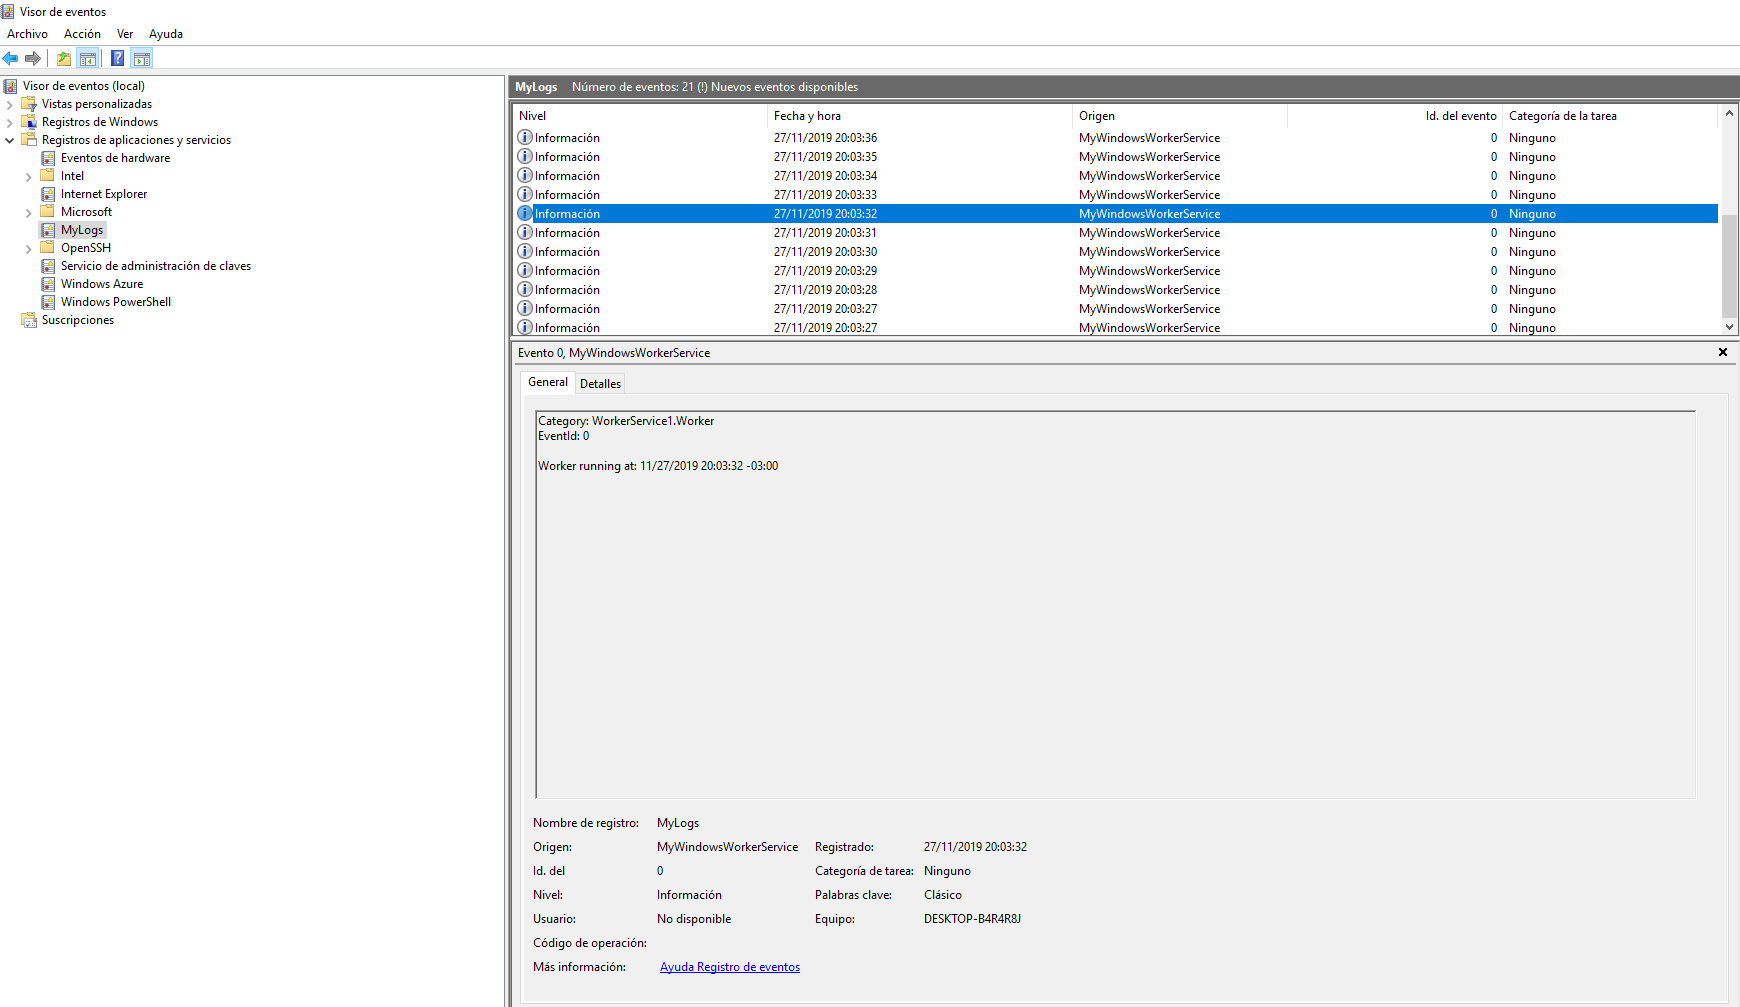 Visor de eventos
Archivo Acción Ver Ayuda
Visor de eventos (local)
Vistas personalizadas
Registros de Windows
Registros de aplicaciones y servicios
Eventos de hardware
Intel
Internet Explorer
Microsoft
MyLogs
OpenSSH
Servicio de administración de claves
Windows Azure
Windows PowerShell
Suscripciones
MyLogs Número de eventos: 21 (!) Nuevos eventos disponibles
Nivel Fecha y hora Origen Id. del evento Categoría de la tarea
Información 27/11/2019 20:03:36 MyWindowsWorkerService 0 Ninguno
Información 27/11/2019 20:03:35 MyWindowsWorkerService 0 Ninguno
Información 27/11/2019 20:03:34 MyWindowsWorkerService 0 Ninguno
Información 27/11/2019 20:03:33 MyWindowsWorkerService 0 Ninguno
Información 27/11/2019 20:03:32 MyWindowsWorkerService 0 Ninguno
Información 27/11/2019 20:03:31 MyWindowsWorkerService 0 Ninguno
Información 27/11/2019 20:03:30 MyWindowsWorkerService 0 Ninguno
Información 27/11/2019 20:03:29 MyWindowsWorkerService 0 Ninguno
Información 27/11/2019 20:03:28 MyWindowsWorkerService 0 Ninguno
Información 27/11/2019 20:03:27 MyWindowsWorkerService 0 Ninguno
Información 27/11/2019 20:03:27 MyWindowsWorkerService 0 Ninguno
Evento 0, MyWindowsWorkerService
General Detalles
Category: WorkerService1.Worker
EventId: 0
Worker running at: 11/27/2019 20:03:32 -03:00
Nombre de registro: MyLogs
Origen: MyWindowsWorkerService Registrado: 27/11/2019 20:03:32
Id. del 0 Categoría de tarea: Ninguno
Nivel: Información Palabras clave: Clásico
Usuario: No disponible Equipo: DESKTOP-B4R4R8J
Código de operación:
Más información: Ayuda Registro de eventos